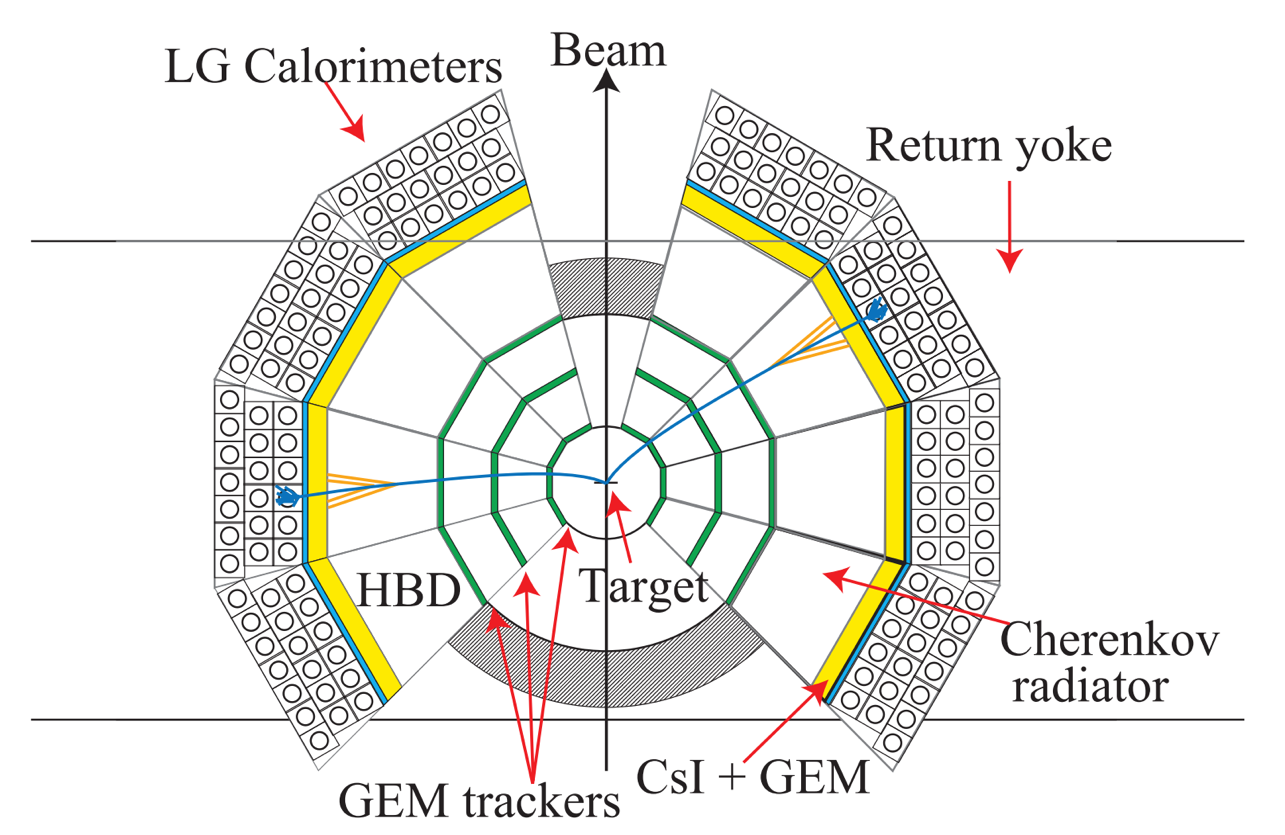 Beam
LG Calorimeters
Return yoke
HBD
Target
Cherenkov
radiator
CsI + GEM
GEM trackers